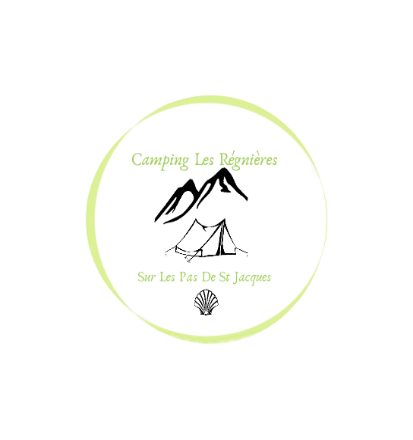 Camping Les Régnières
Sur Les Pas De St Jacques